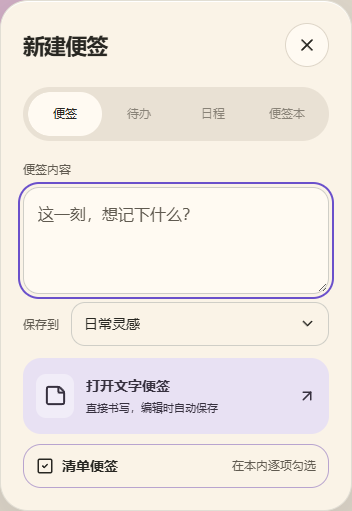 新建便签
便签 待办 日程 便签本
便签内容
这一刻，想记下什么？
保存到 日常灵感
打开文字便签
直接书写，编辑时自动保存
清单便签 在本内逐项勾选